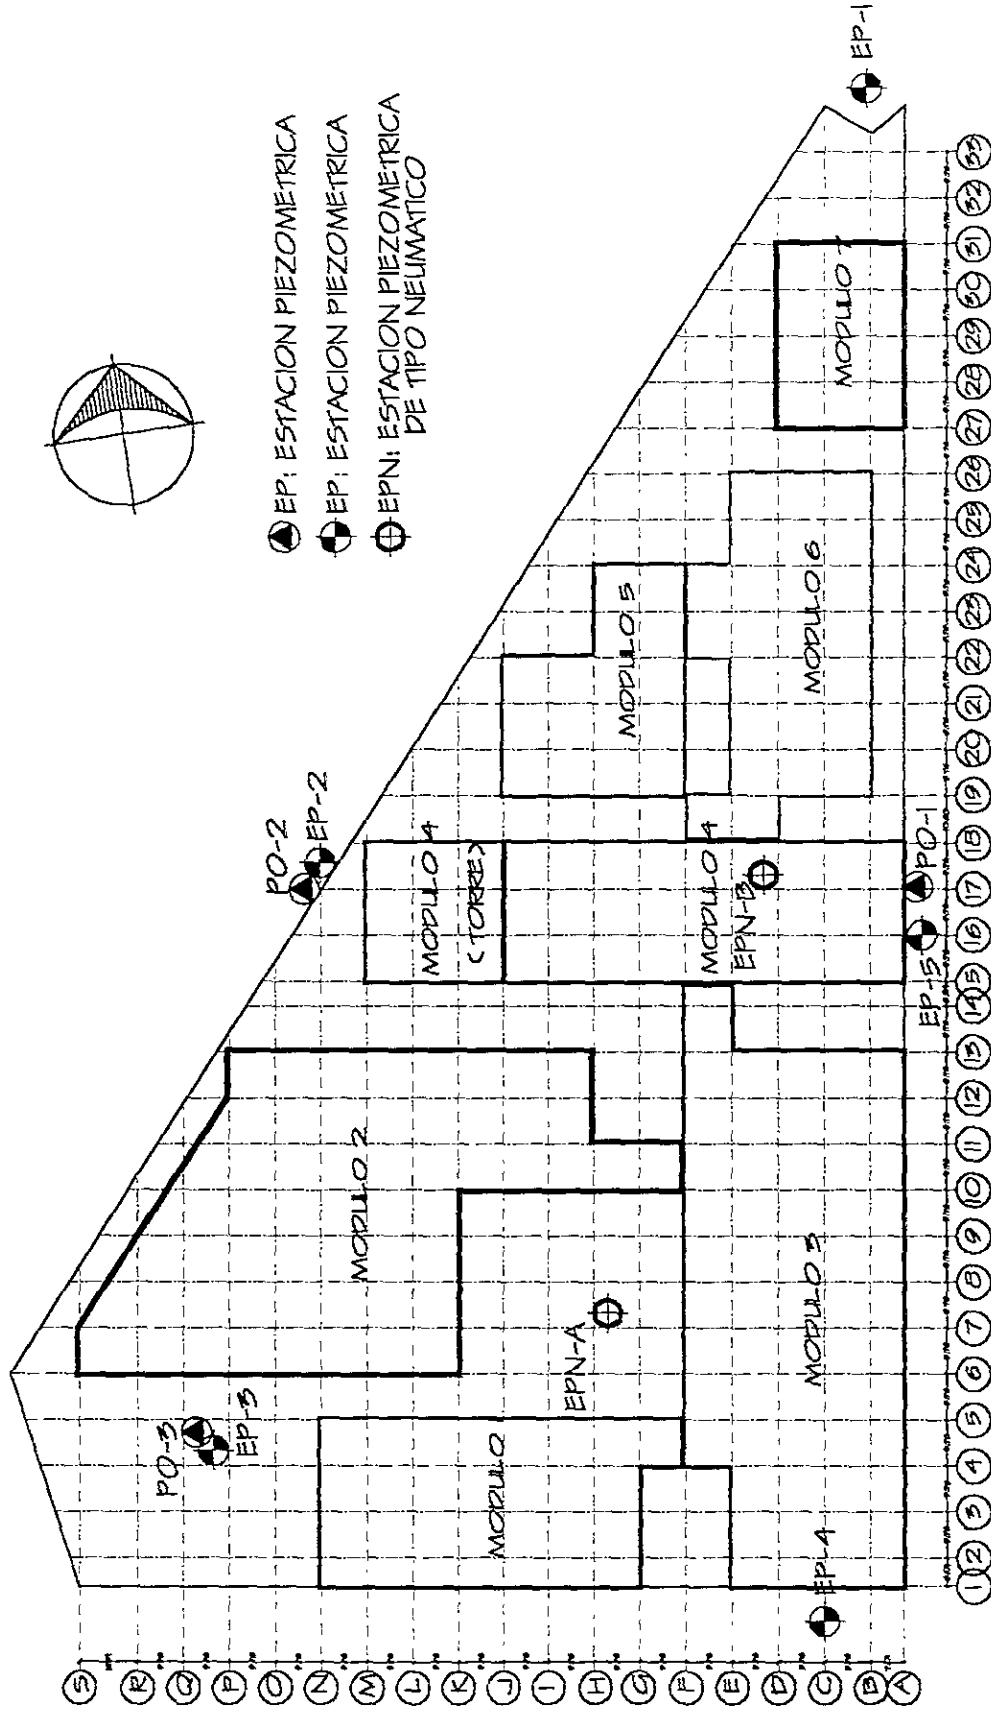 S
R
Q
P
O
N
M
L
K
J
I
H
G
F
E
D
C
B
A
PO-3
EP-3
PO-2
EP-2
EP: ESTACION PIEZOMETRICA
EP: ESTACION PIEZOMETRICA
EPN: ESTACION PIEZOMETRICA
DE TIPO NEUMATICO
MODULO 2
MODULO 4
(TORRE)
MODULO
EPN-A
MODULO 5
MODULO 4
EPN-B
MODULO 3
MODULO 6
MODULO 7
EP-4
EP-1
EP-5
PO-1
1 2 3 4 5 6 7 8 9 10 11 12 13 14 15 16 17 18 19 20 21 22 23 24 25 26 27 28 29 30 31 32 33